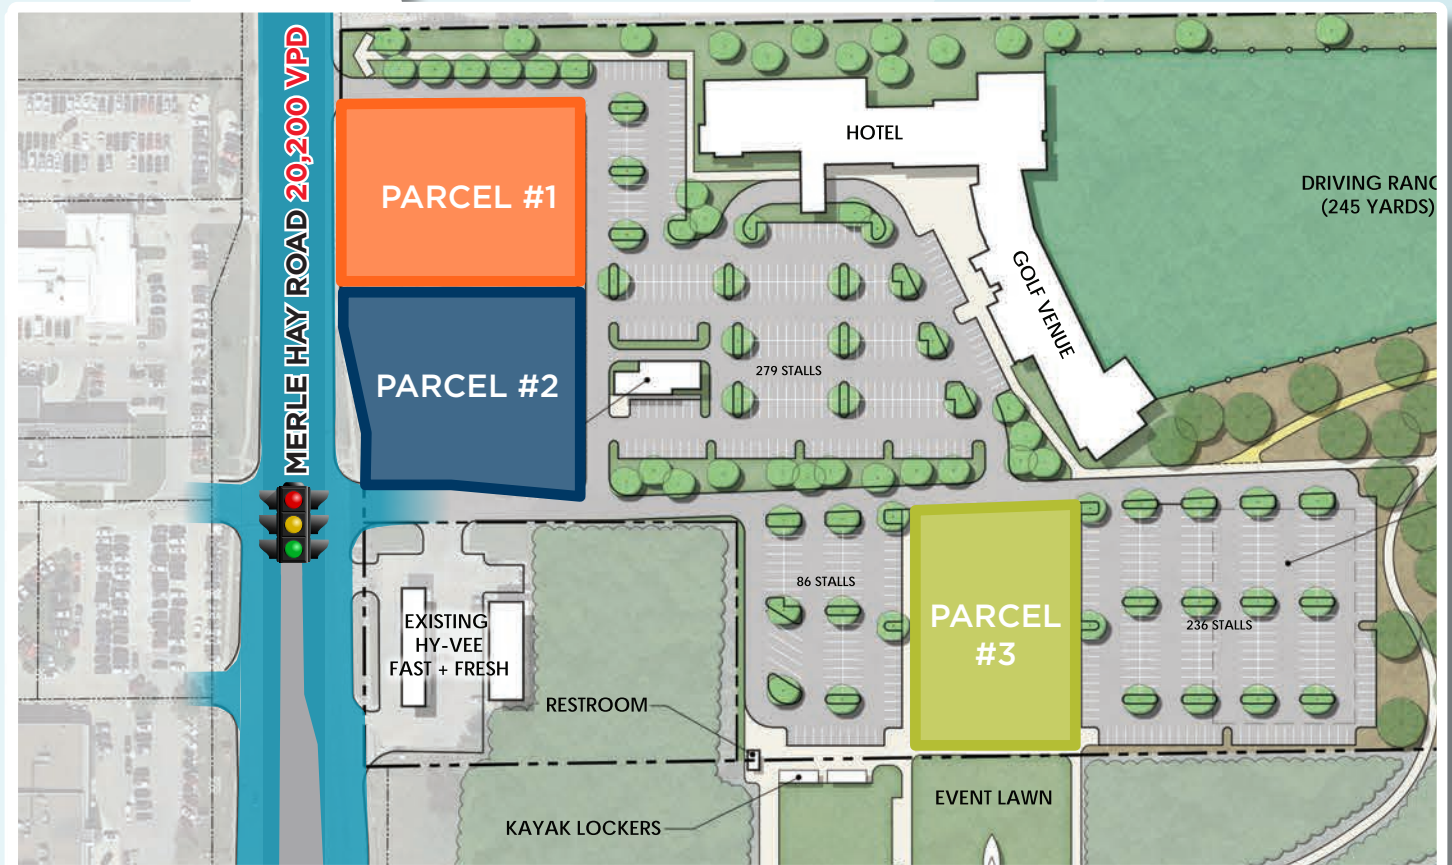 MERLE HAY ROAD 20,200 VPD
PARCEL #1
HOTEL
DRIVING RANG
(245 YARDS)
GOLF VENUE
PARCEL #2
279 STALLS
86 STALLS
PARCEL
#3
236 STALLS
EXISTING
HY-VEE
FAST + FRESH
RESTROOM
EVENT LAWN
KAYAK LOCKERS